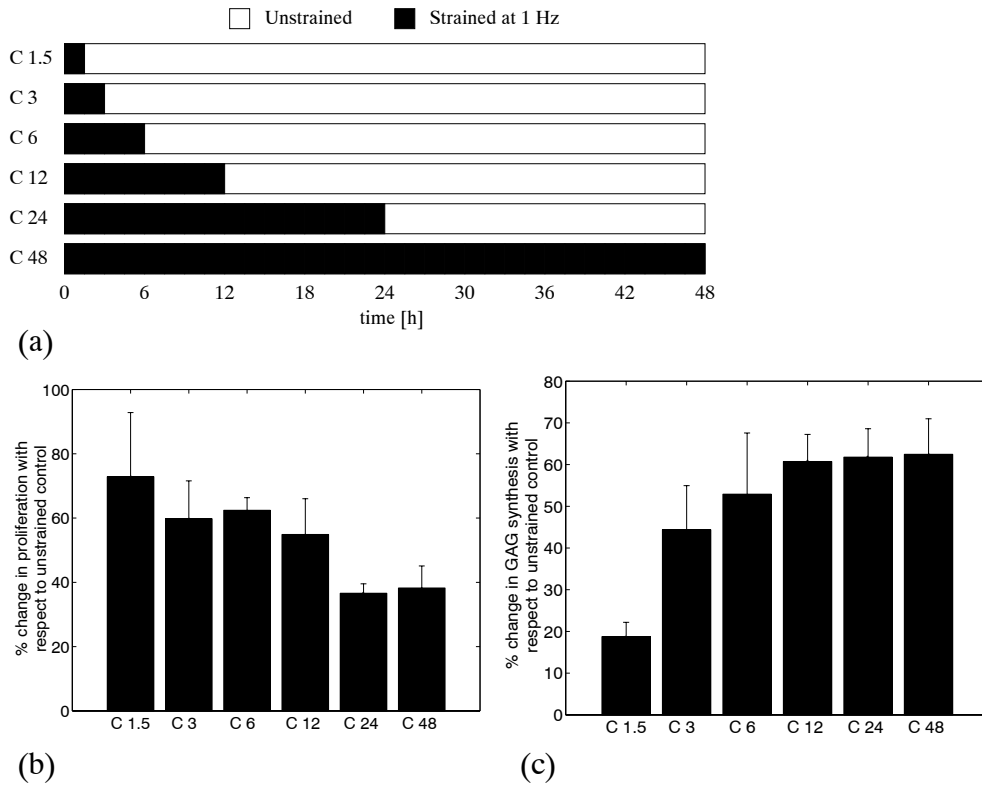 Unstrained
Strained at 1 Hz
C 1.5
C 3
C 6
C 12
C 24
C 48
0 6 12 18 24 30 36 42 48
time [h]
(a)
% change in proliferation with
respect to unstrained control
100
80
60
40
20
0
C 1.5 C 3 C 6 C 12 C 24 C 48
(b)
% change in GAG synthesis with
respect to unstrained control
80
70
60
50
40
30
20
10
0
C 1.5 C 3 C 6 C 12 C 24 C 48
(c)